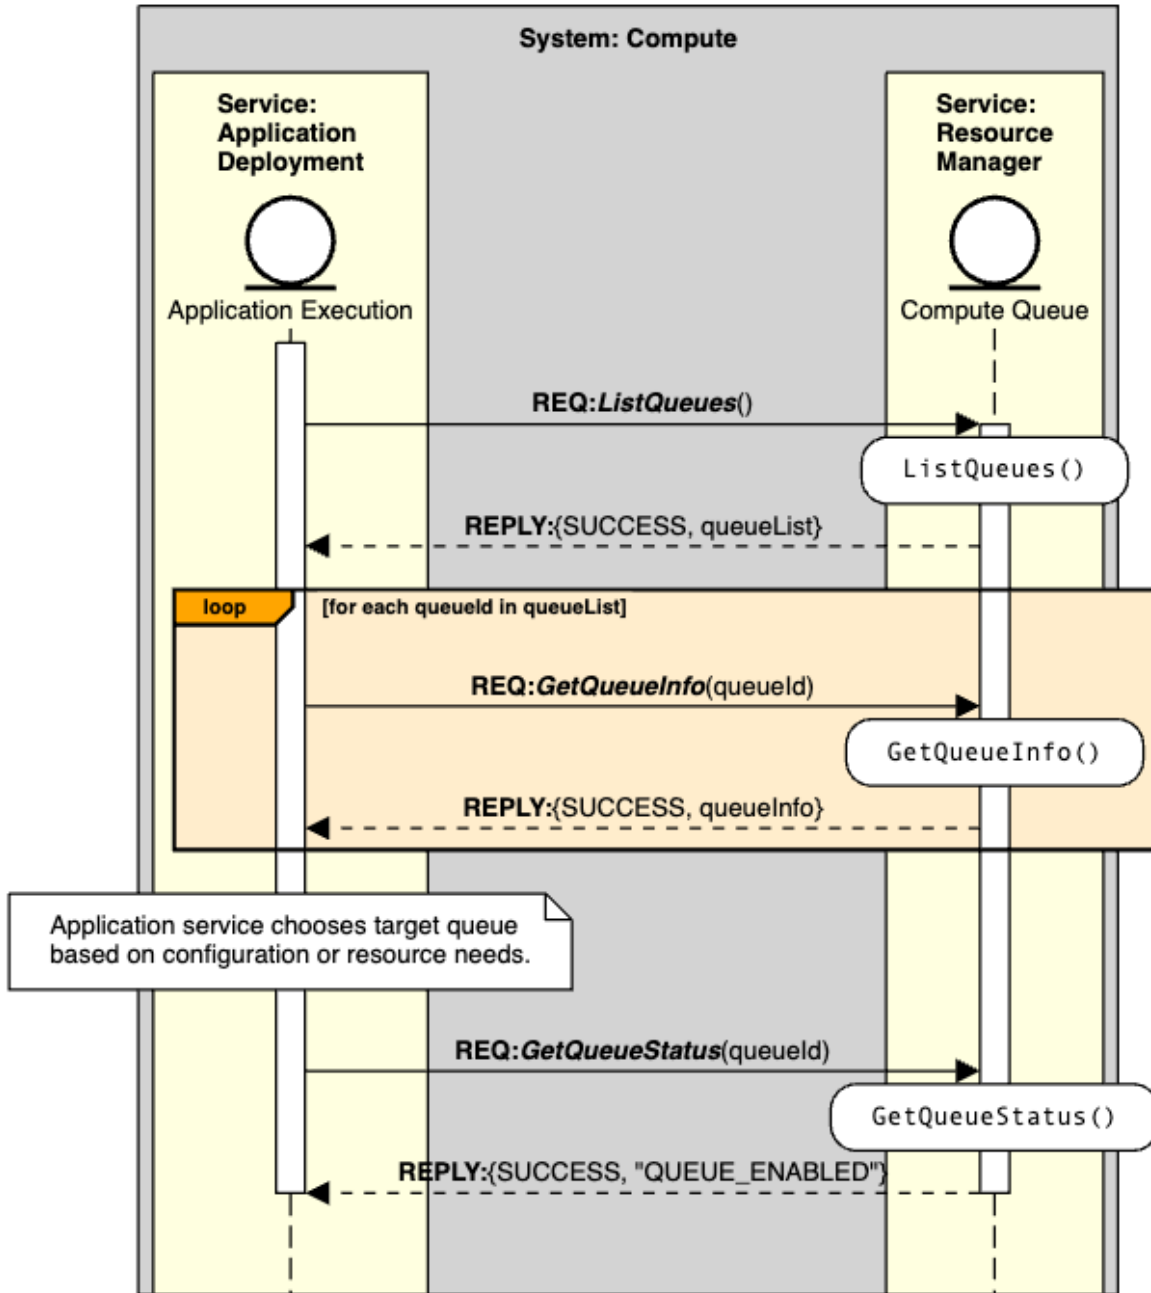 System: Compute
Service:
Application
Deployment
Service:
Resource
Manager
Application Execution
Compute Queue
REQ:ListQueues()
ListQueues()
REPLY:{SUCCESS, queueList}
loop
[for each queueId in queueList]
REQ:GetQueueInfo(queueId)
GetQueueInfo()
REPLY:{SUCCESS, queueInfo}
Application service chooses target queue
based on configuration or resource needs.
REQ:GetQueueStatus(queueId)
GetQueueStatus()
REPLY:{SUCCESS, "QUEUE_ENABLED"}